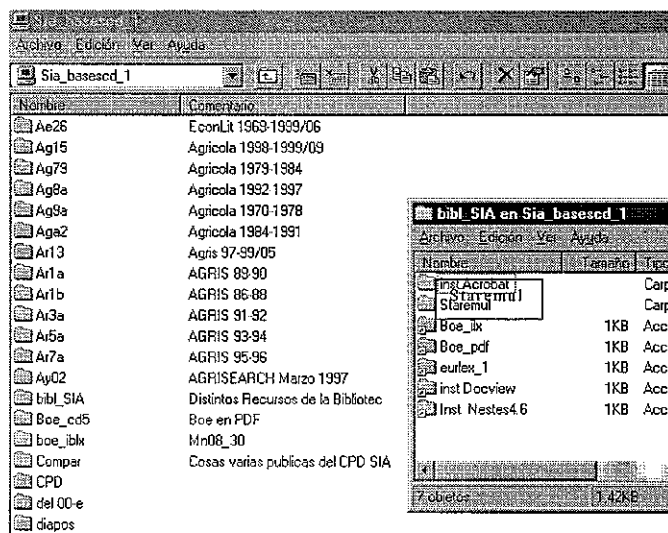 Sia_basescd_1
Archivo Edición Ver Ayuda
Sia_basescd_1
Nombre Comentario
Ae26 EconLit 1969-1999/06
Ag15 Agricola 1998-1999/09
Ag79 Agricola 1979-1984
Ag8a Agricola 1992-1997
Ag9a Agricola 1970-1978
Aga2 Agricola 1984-1991
Ar13 Agris 97-99/05
Ar1a AGRIS 89-90
Ar1b AGRIS 86-88
Ar3a AGRIS 91-92
Ar5a AGRIS 93-94
Ar7a AGRIS 95-96
Ay02 AGRISEARCH Marzo 1997
bibl_SIA Distintos Recursos de la Bibliotec
Boe_cd5 Boe en PDF
boe_iblx Mn08_30
Compar Cosas varias publicas del CPD SIA
CPD
del 00-e
diapos
bibl_SIA en Sia_basescd_1
Archivo Edición Ver Ayuda
Nombre Tamaño Tipo
inst Acrobat Carp
Staremul
Staremul Carp
Boe_ilx 1KB Acc
Boe_pdf 1KB Acc
eurlex_1 1KB Acc
inst Docview 1KB Acc
Inst Nestes4.6 1KB Acc
7 objetos 1,42KB